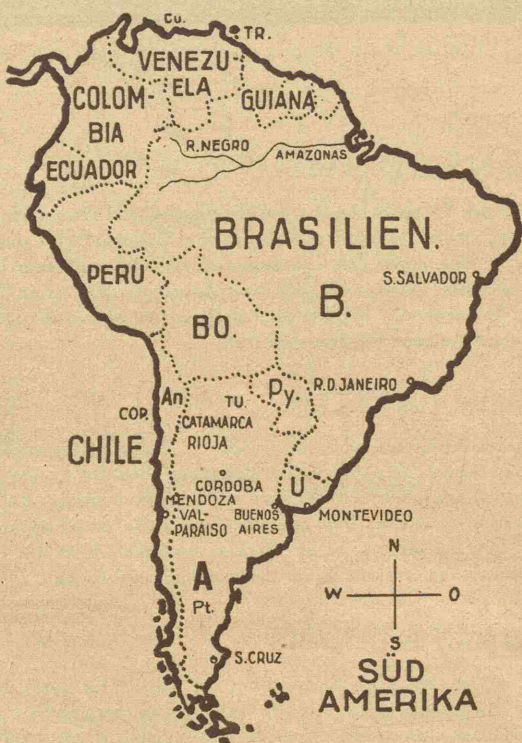 Cu.
TR.
VENEZU-
ELA
COLOM-
BIA
GUIANA
ECUADOR
R. NEGRO
AMAZONAS
BRASILIEN.
PERU
S. SALVADOR
B.
BO.
An
Py.
R.D. JANEIRO
COP.
TU.
CATAMARCA
RIOJA
CHILE
CORDOBA
U
MENDOZA
VAL-
PARAISO
BUENOS
AIRES
MONTEVIDEO
A
Pt.
N
W
O
S
S. CRUZ
SÜD
AMERIKA